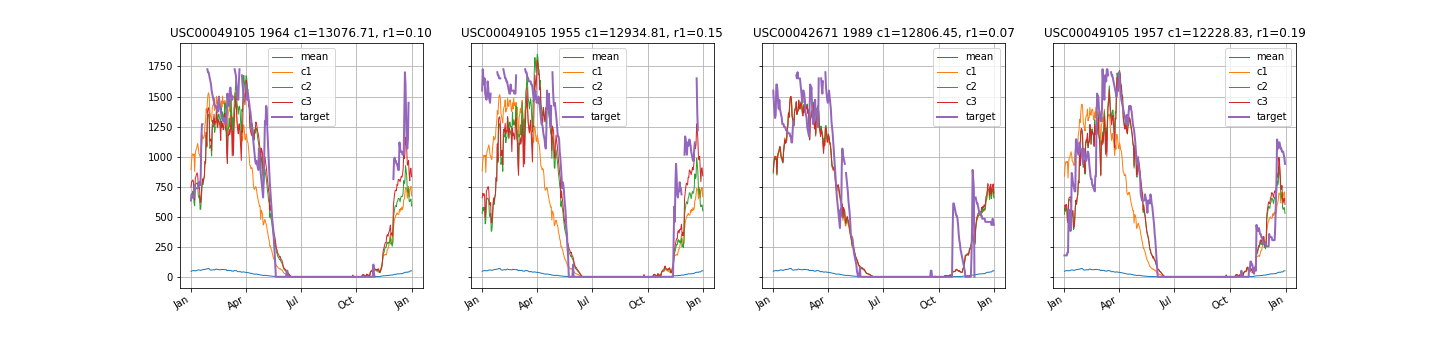 USC00049105 1964 c1=13076.71, r1=0.10
USC00049105 1955 c1=12934.81, r1=0.15
USC00042671 1989 c1=12806.45, r1=0.07
USC00049105 1957 c1=12228.83, r1=0.19
1750
1500
1250
1000
750
500
250
0
mean
c1
c2
c3
target
mean
c1
c2
c3
target
mean
c1
c2
c3
target
mean
c1
c2
c3
target
Jan
Apr
Jul
Oct
Jan
Jan
Apr
Jul
Oct
Jan
Jan
Apr
Jul
Oct
Jan
Jan
Apr
Jul
Oct
Jan